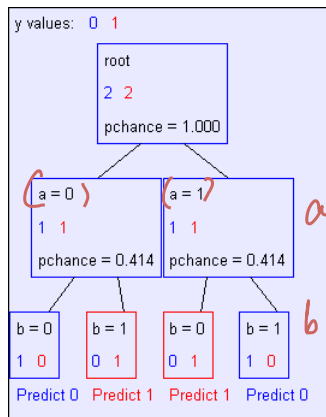 y values: 0 1
root
2 2
pchance = 1.000
(a = 0) (a = 1)
1 1 1 1
a
pchance = 0.414 pchance = 0.414
b
b = 0 b = 1 b = 0 b = 1
1 0 0 1 0 1 1 0
Predict 0 Predict 1 Predict 1 Predict 0